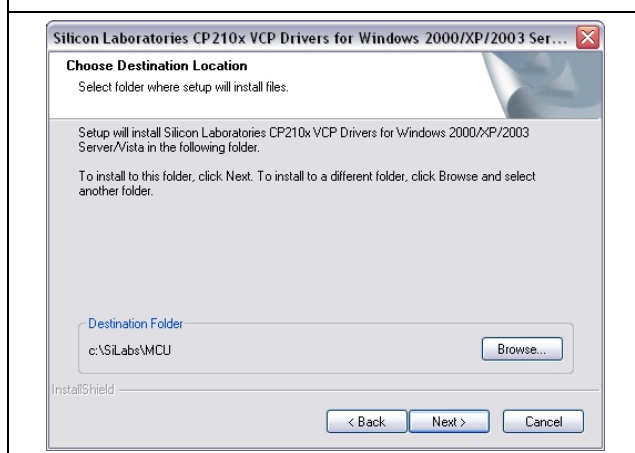 Silicon Laboratories CP210x VCP Drivers for Windows 2000/XP/2003 Ser...
Choose Destination Location
Select folder where setup will install files.
Setup will install Silicon Laboratories CP210x VCP Drivers for Windows 2000/XP/2003
Server/Vista in the following folder.
To install to this folder, click Next. To install to a different folder, click Browse and select
another folder.
Destination Folder
c:\SiLabs\MCU
Browse...
InstallShield
< Back
Next >
Cancel